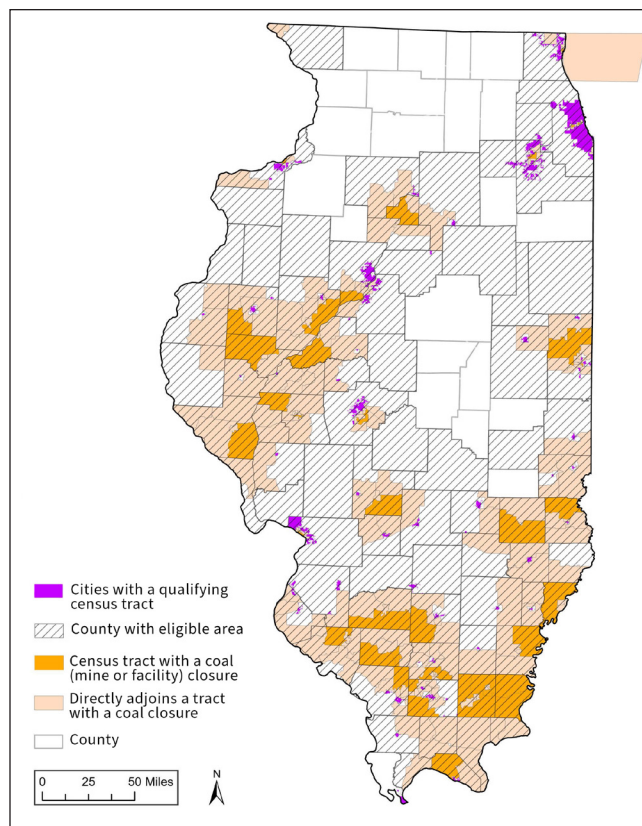 Cities with a qualifying
census tract
County with eligible area
Census tract with a coal
(mine or facility) closure
Directly adjoins a tract
with a coal closure
County
0 25 50 Miles
N